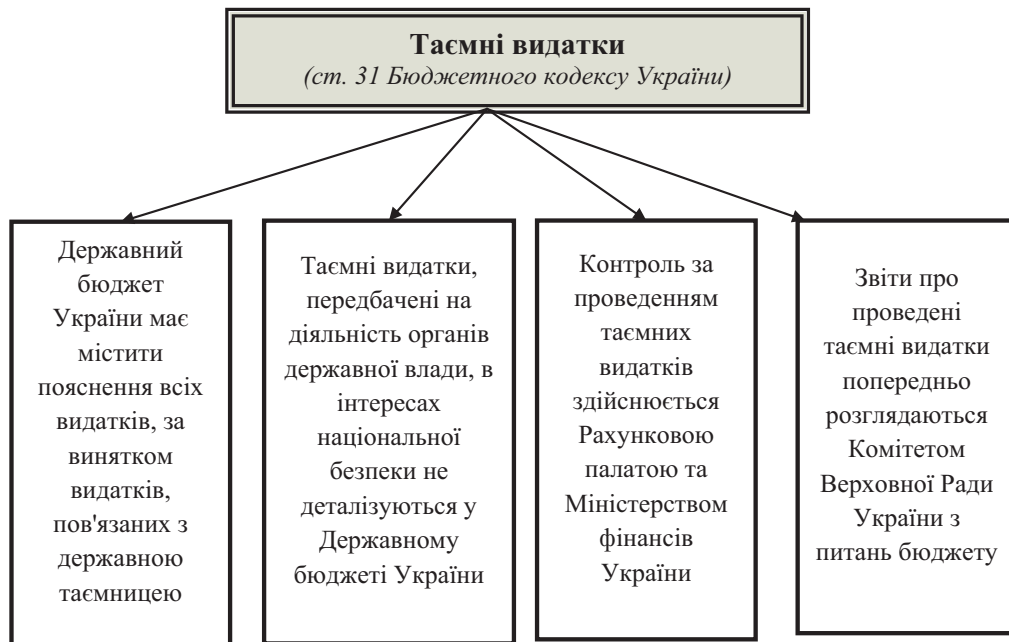 Таємні видатки
(ст. 31 Бюджетного кодексу України)
Державний
бюджет
України має
містити
пояснення всіх
видатків, за
винятком
видатків,
пов'язаних з
державною
таємницею
Таємні видатки,
передбачені на
діяльність органів
державної влади, в
інтересах
національної
безпеки не
деталізуються у
Державному
бюджеті України
Контроль за
проведенням
таємних
видатків
здійснюється
Рахунковою
палатою та
Міністерством
фінансів
України
Звіти про
проведені
таємні видатки
попередньо
розглядаються
Комітетом
Верховної Ради
України з
питань бюджету